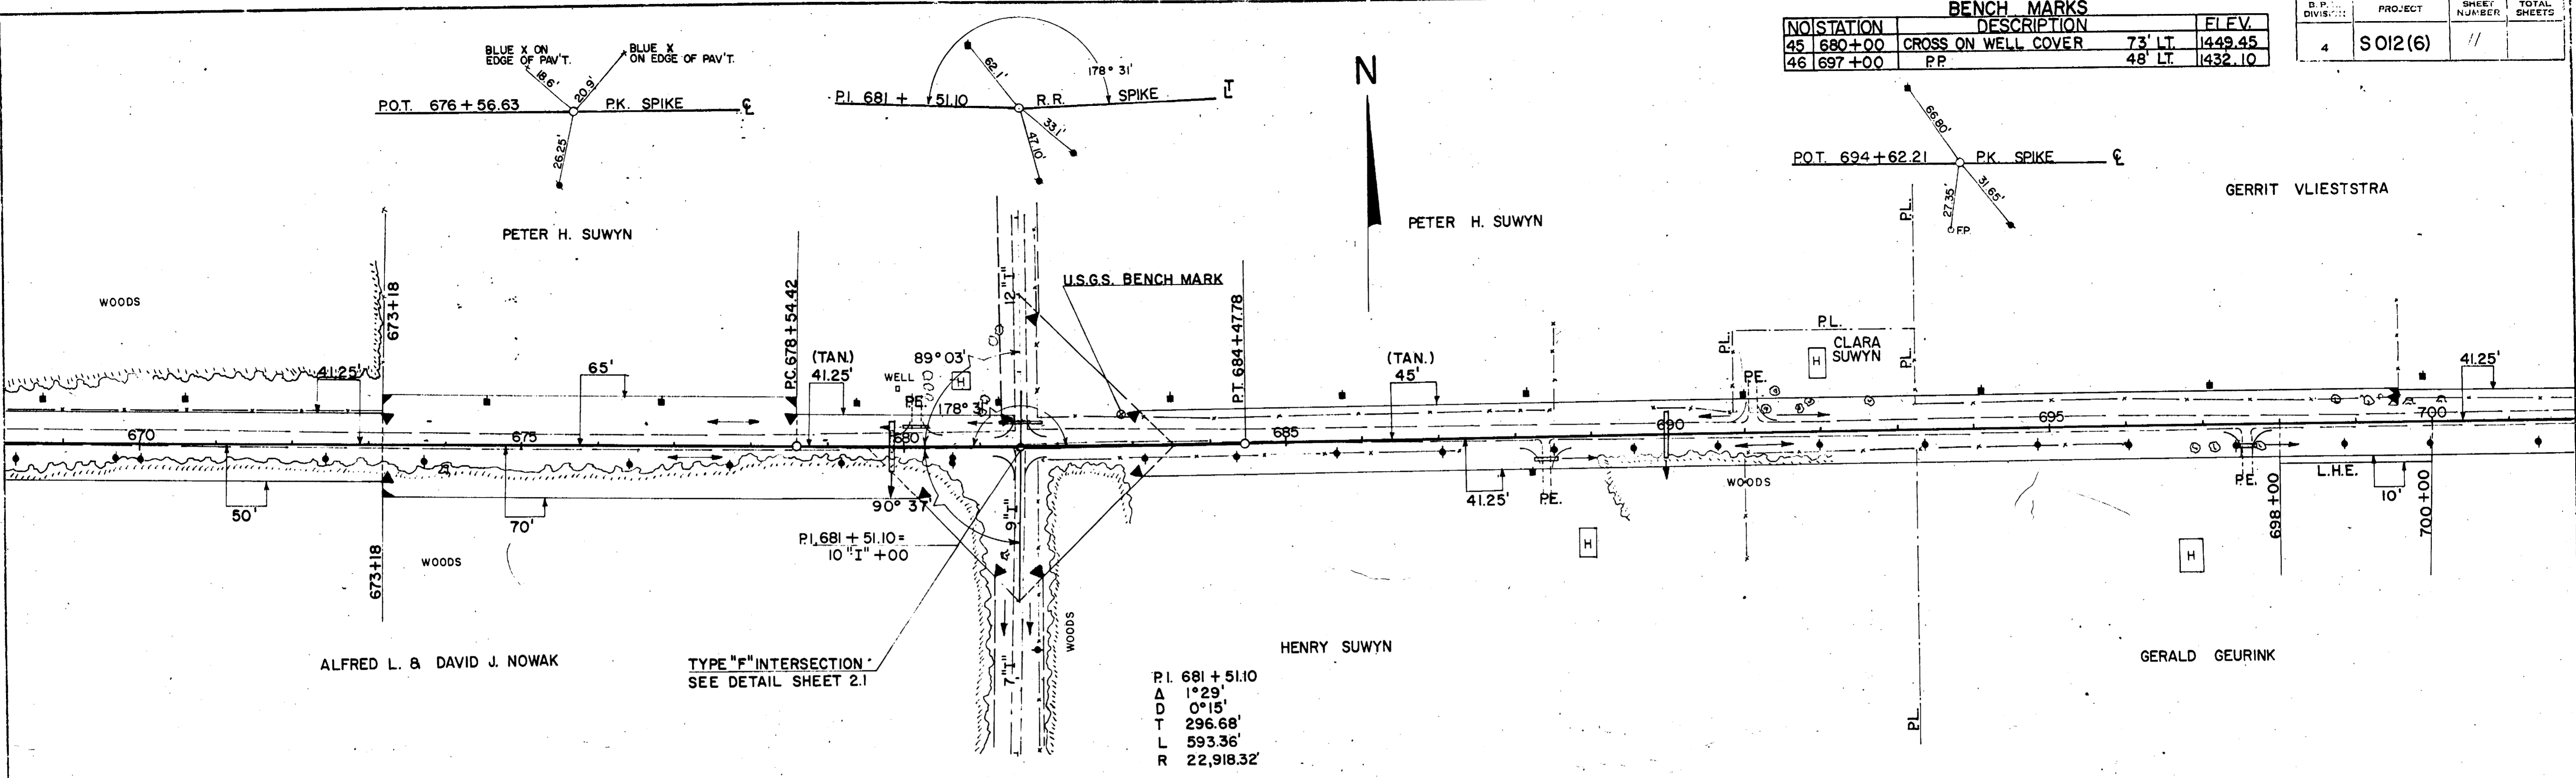 BENCH MARKS
NO STATION DESCRIPTION ELEV.
45 680+00 CROSS ON WELL COVER 73' LT. 1449.45
46 697+00 P.P. 48' LT. 1432.10
DIVISION PROJECT SHEET NUMBER TOTAL SHEETS
4 S 012(6) 11
BLUE X ON
EDGE OF PAV'T.
BLUE X
ON EDGE OF PAV'T.
18.6'
20.9'
P.O.T. 676+56.63 P.K. SPIKE ℄
26.25'
62.1'
178° 31'
P.I. 681+51.10 R.R. SPIKE
33.1'
47.10'
N
66.80'
P.O.T. 694+62.21 P.K. SPIKE ℄
27.35'
31.65'
F.P.
GERRIT VLIESTSTRA
PETER H. SUWYN
PETER H. SUWYN
P.L.
WOODS
673+18
P.C. 678+54.42
12 "I"
U.S.G.S. BENCH MARK
P.T. 684+47.78
P.L.
P.L.
P.L.
CLARA
SUWYN
H
41.25'
65'
(TAN.)
41.25'
89° 03'
WELL
H
P.E.
178° 31'
(TAN.)
45'
P.E.
41.25'
670
675
680
685
690
695
700
50'
70'
90° 37'
9 "I"
41.25'
P.E.
WOODS
P.E.
L.H.E.
10'
P.I. 681+51.10=
10 "I" +00
673+18
WOODS
H
698+00
H
700+00
WOODS
7 "I"
ALFRED L. & DAVID J. NOWAK
TYPE "F" INTERSECTION
SEE DETAIL SHEET 2.1
HENRY SUWYN
GERALD GEURINK
P.L.
P.I. 681+51.10
Δ 1°29'
D 0°15'
T 296.68'
L 593.36'
R 22,918.32'